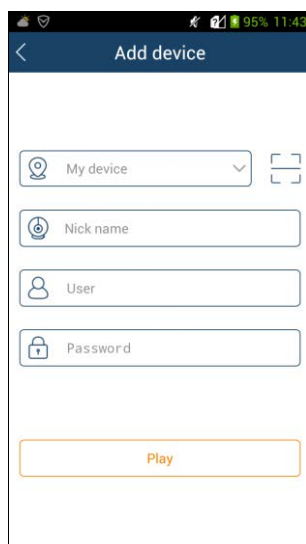 95% 11:43
Add device
My device
Nick name
User
Password
Play